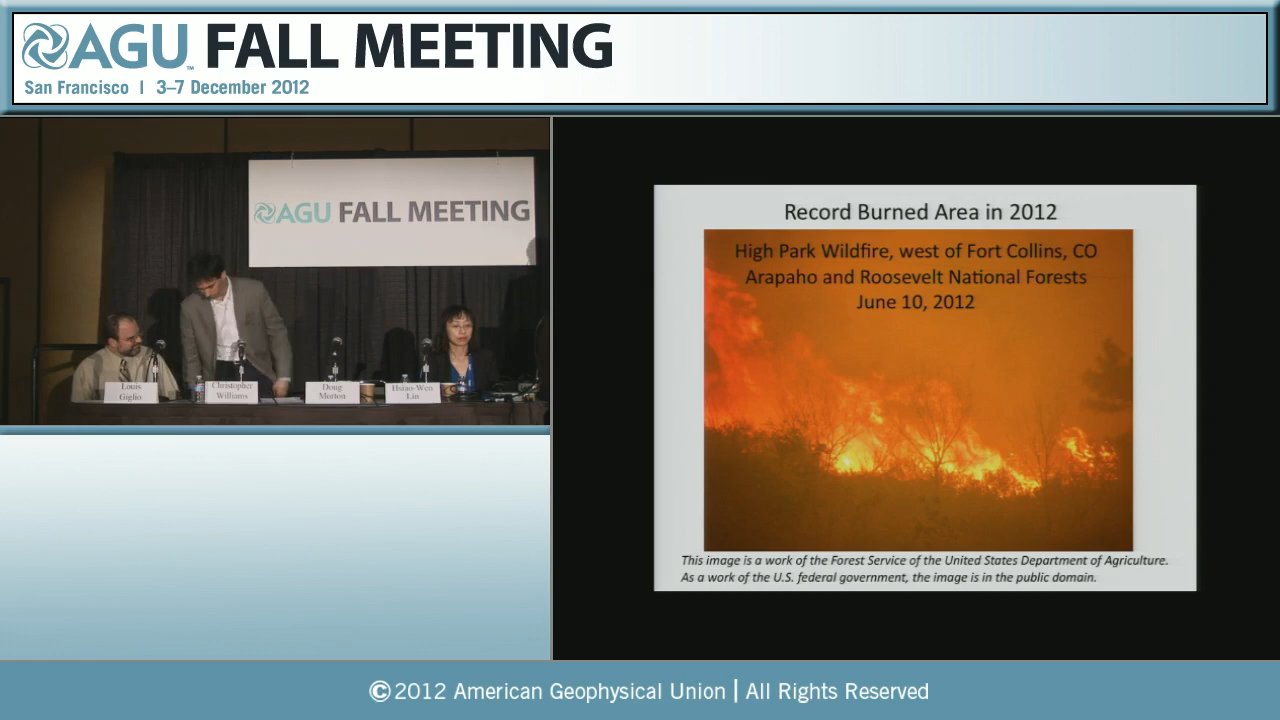 AGU FALL MEETING
San Francisco | 3–7 December 2012
AGU FALL MEETING
Louis
Giglio
Christopher
Williams
Doug
Morton
Hsiao-Wen
Lin
Record Burned Area in 2012
High Park Wildfire, west of Fort Collins, CO
Arapaho and Roosevelt National Forests
June 10, 2012
This image is a work of the Forest Service of the United States Department of Agriculture.
As a work of the U.S. federal government, the image is in the public domain.
©2012 American Geophysical Union | All Rights Reserved